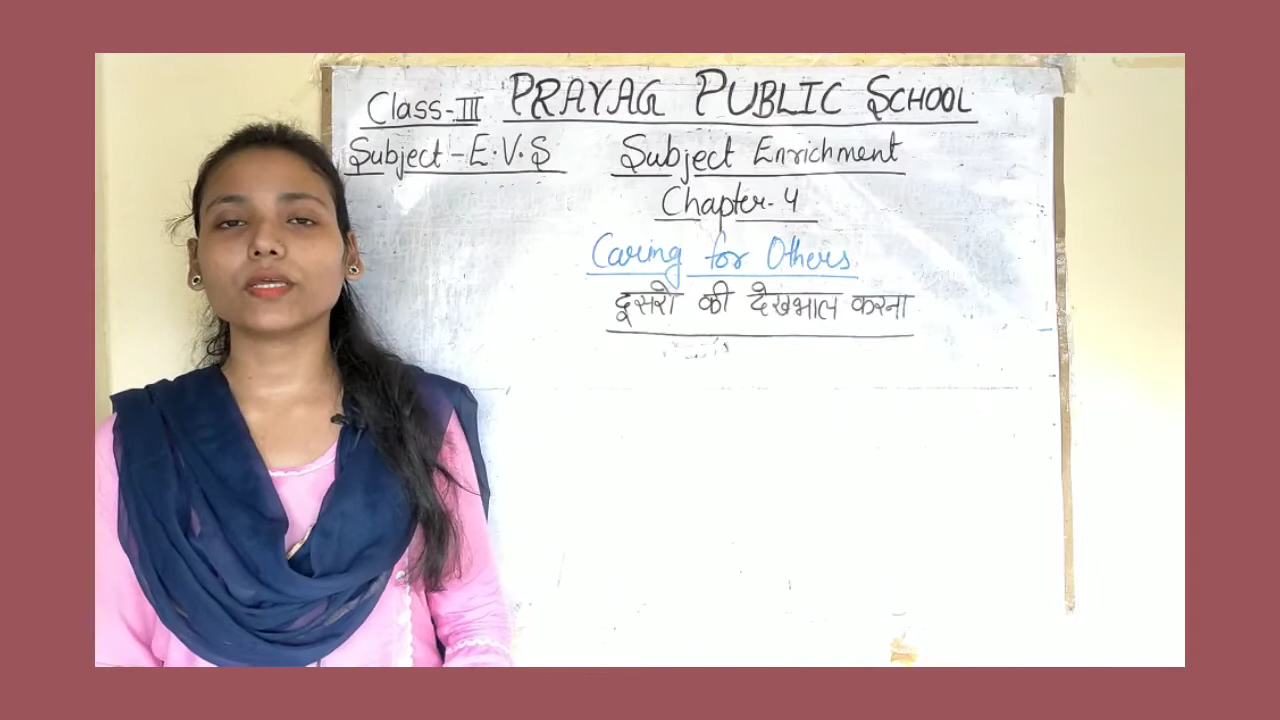 Class-III PRAYAG PUBLIC SCHOOL
Subject-E.V.S Subject Enrichment
Chapter-4
Caring for Others
दूसरो की देखभाल करना